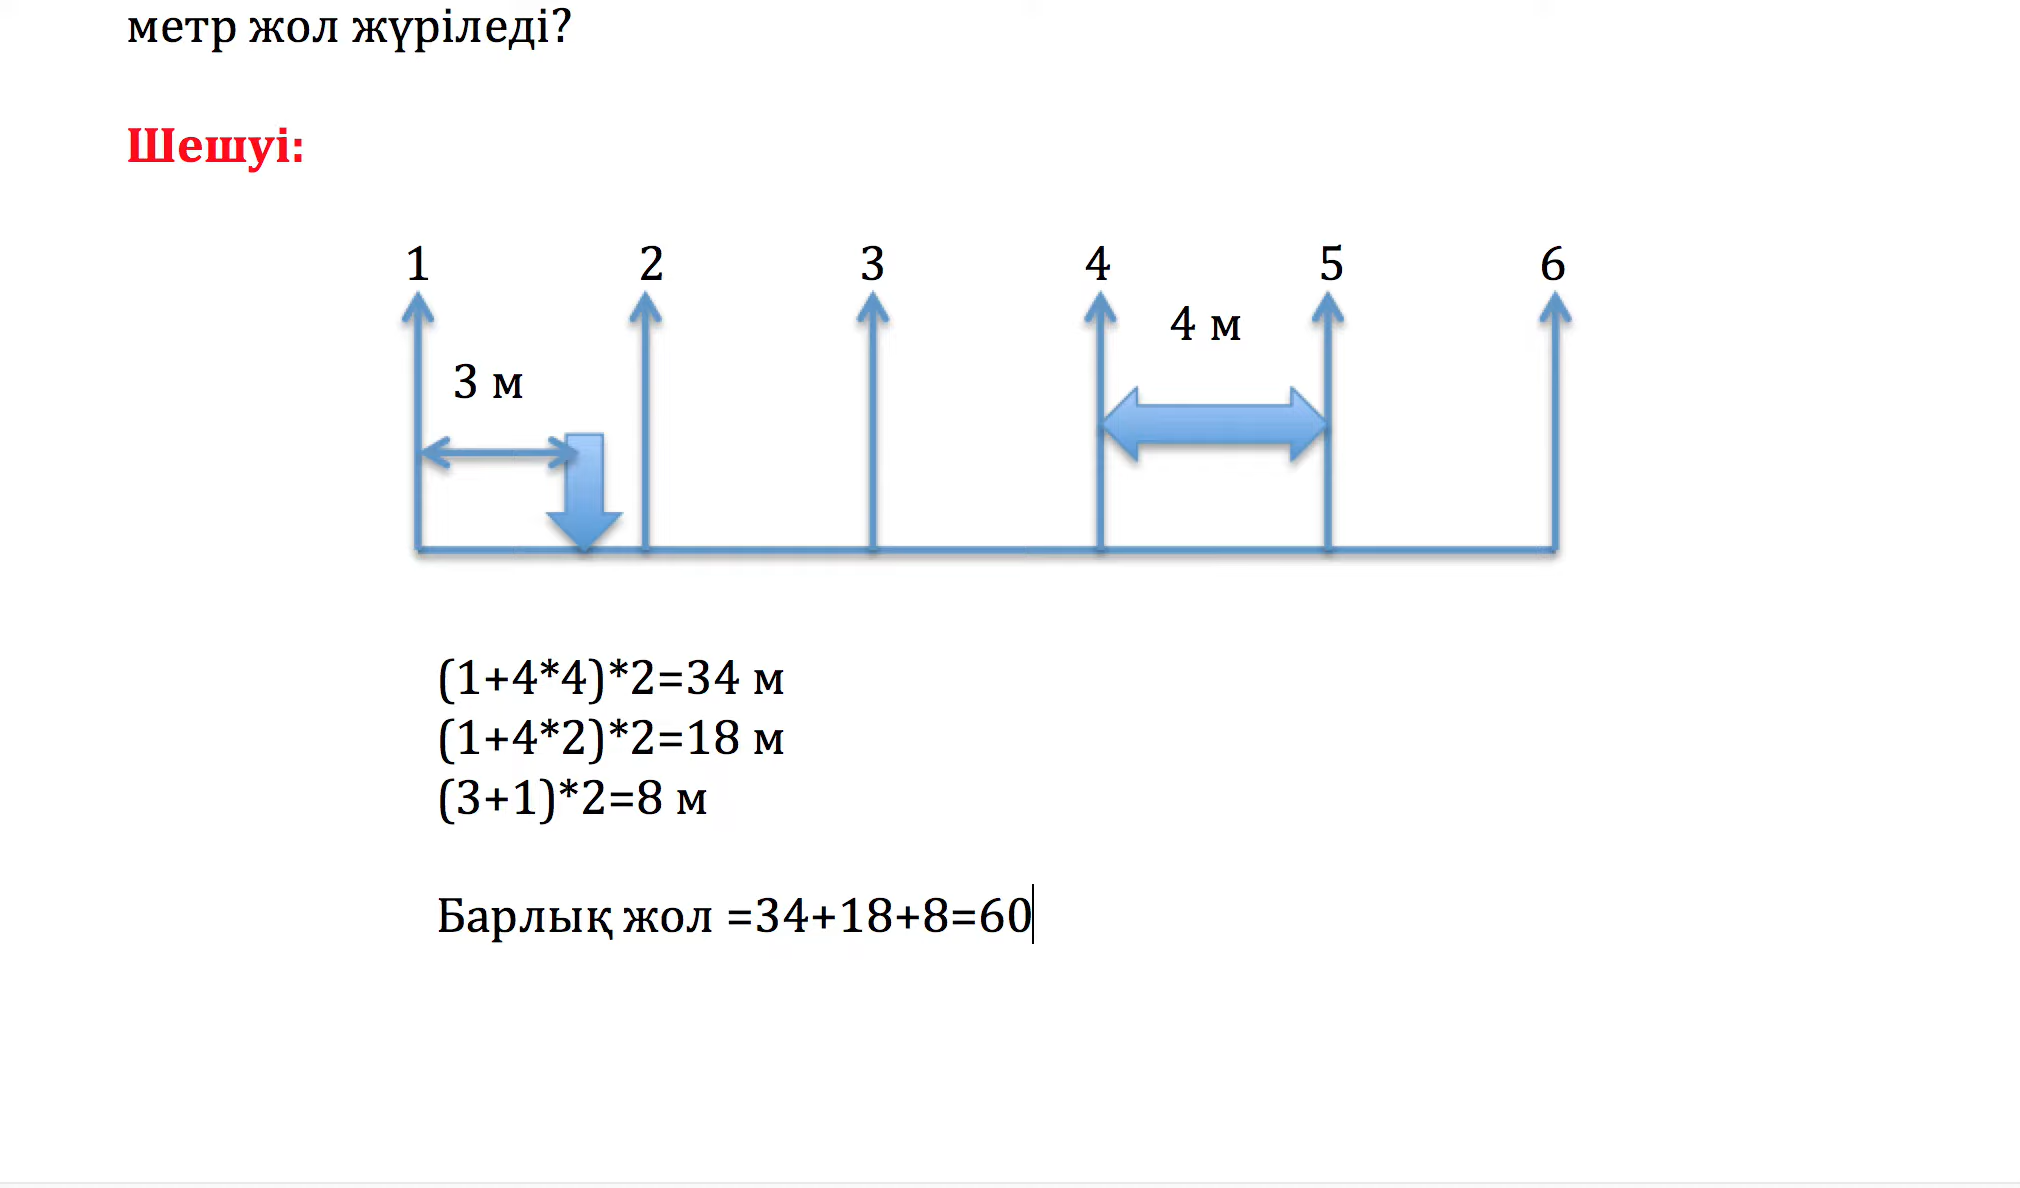 метр жол жүріледі?
Шешуі:
1 2 3 4 5 6
4 м
3 м
(1+4*4)*2=34 м
(1+4*2)*2=18 м
(3+1)*2=8 м
Барлық жол =34+18+8=60